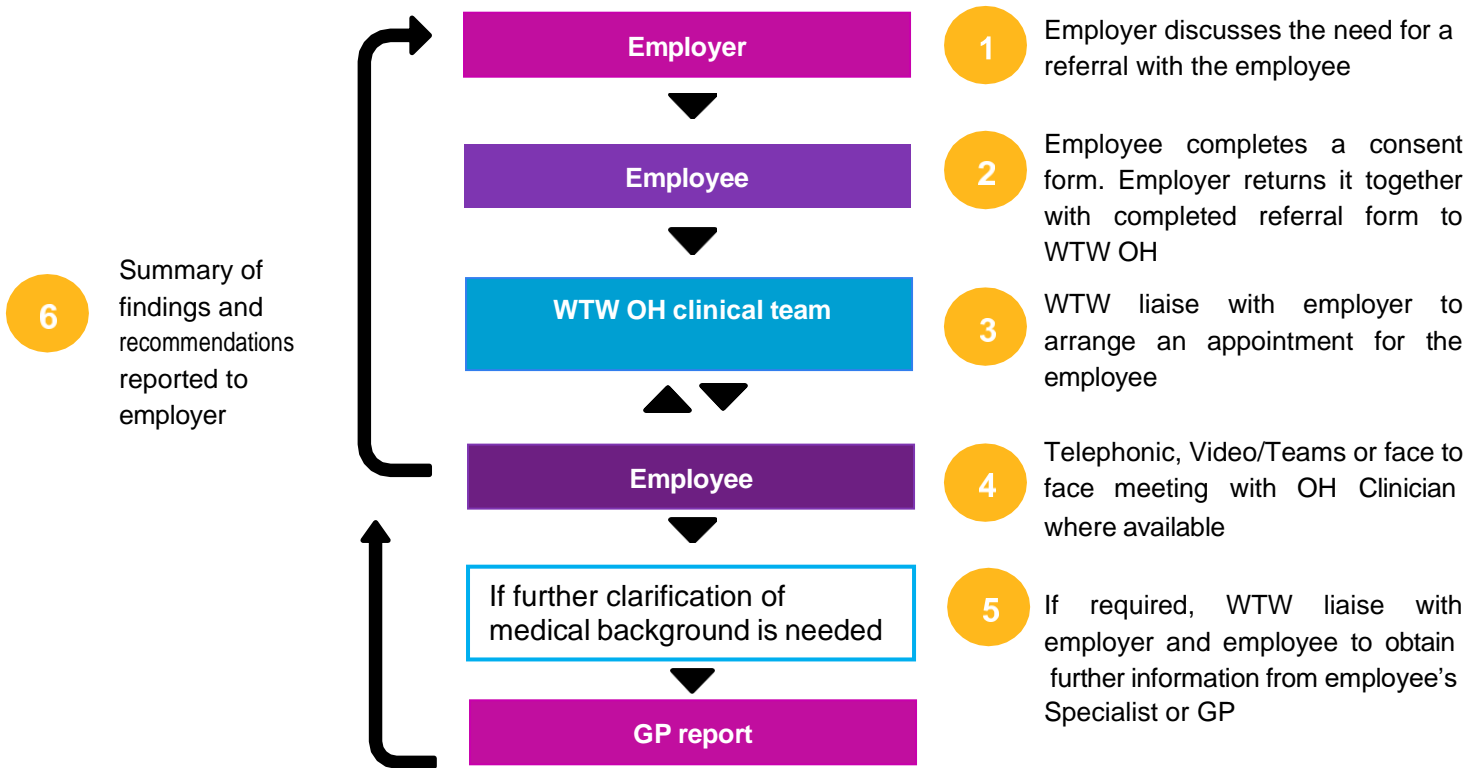 Employer
1
Employer discusses the need for a
referral with the employee
Employee
2
Employee completes a consent
form. Employer returns it together
with completed referral form to
WTW OH
6
Summary of
findings and
recommendations
reported to
employer
WTW OH clinical team
3
WTW liaise with employer to
arrange an appointment for the
employee
Employee
4
Telephonic, Video/Teams or face to
face meeting with OH Clinician
where available
If further clarification of
medical background is needed
5
If required, WTW liaise with
employer and employee to obtain
further information from employee’s
Specialist or GP
GP report